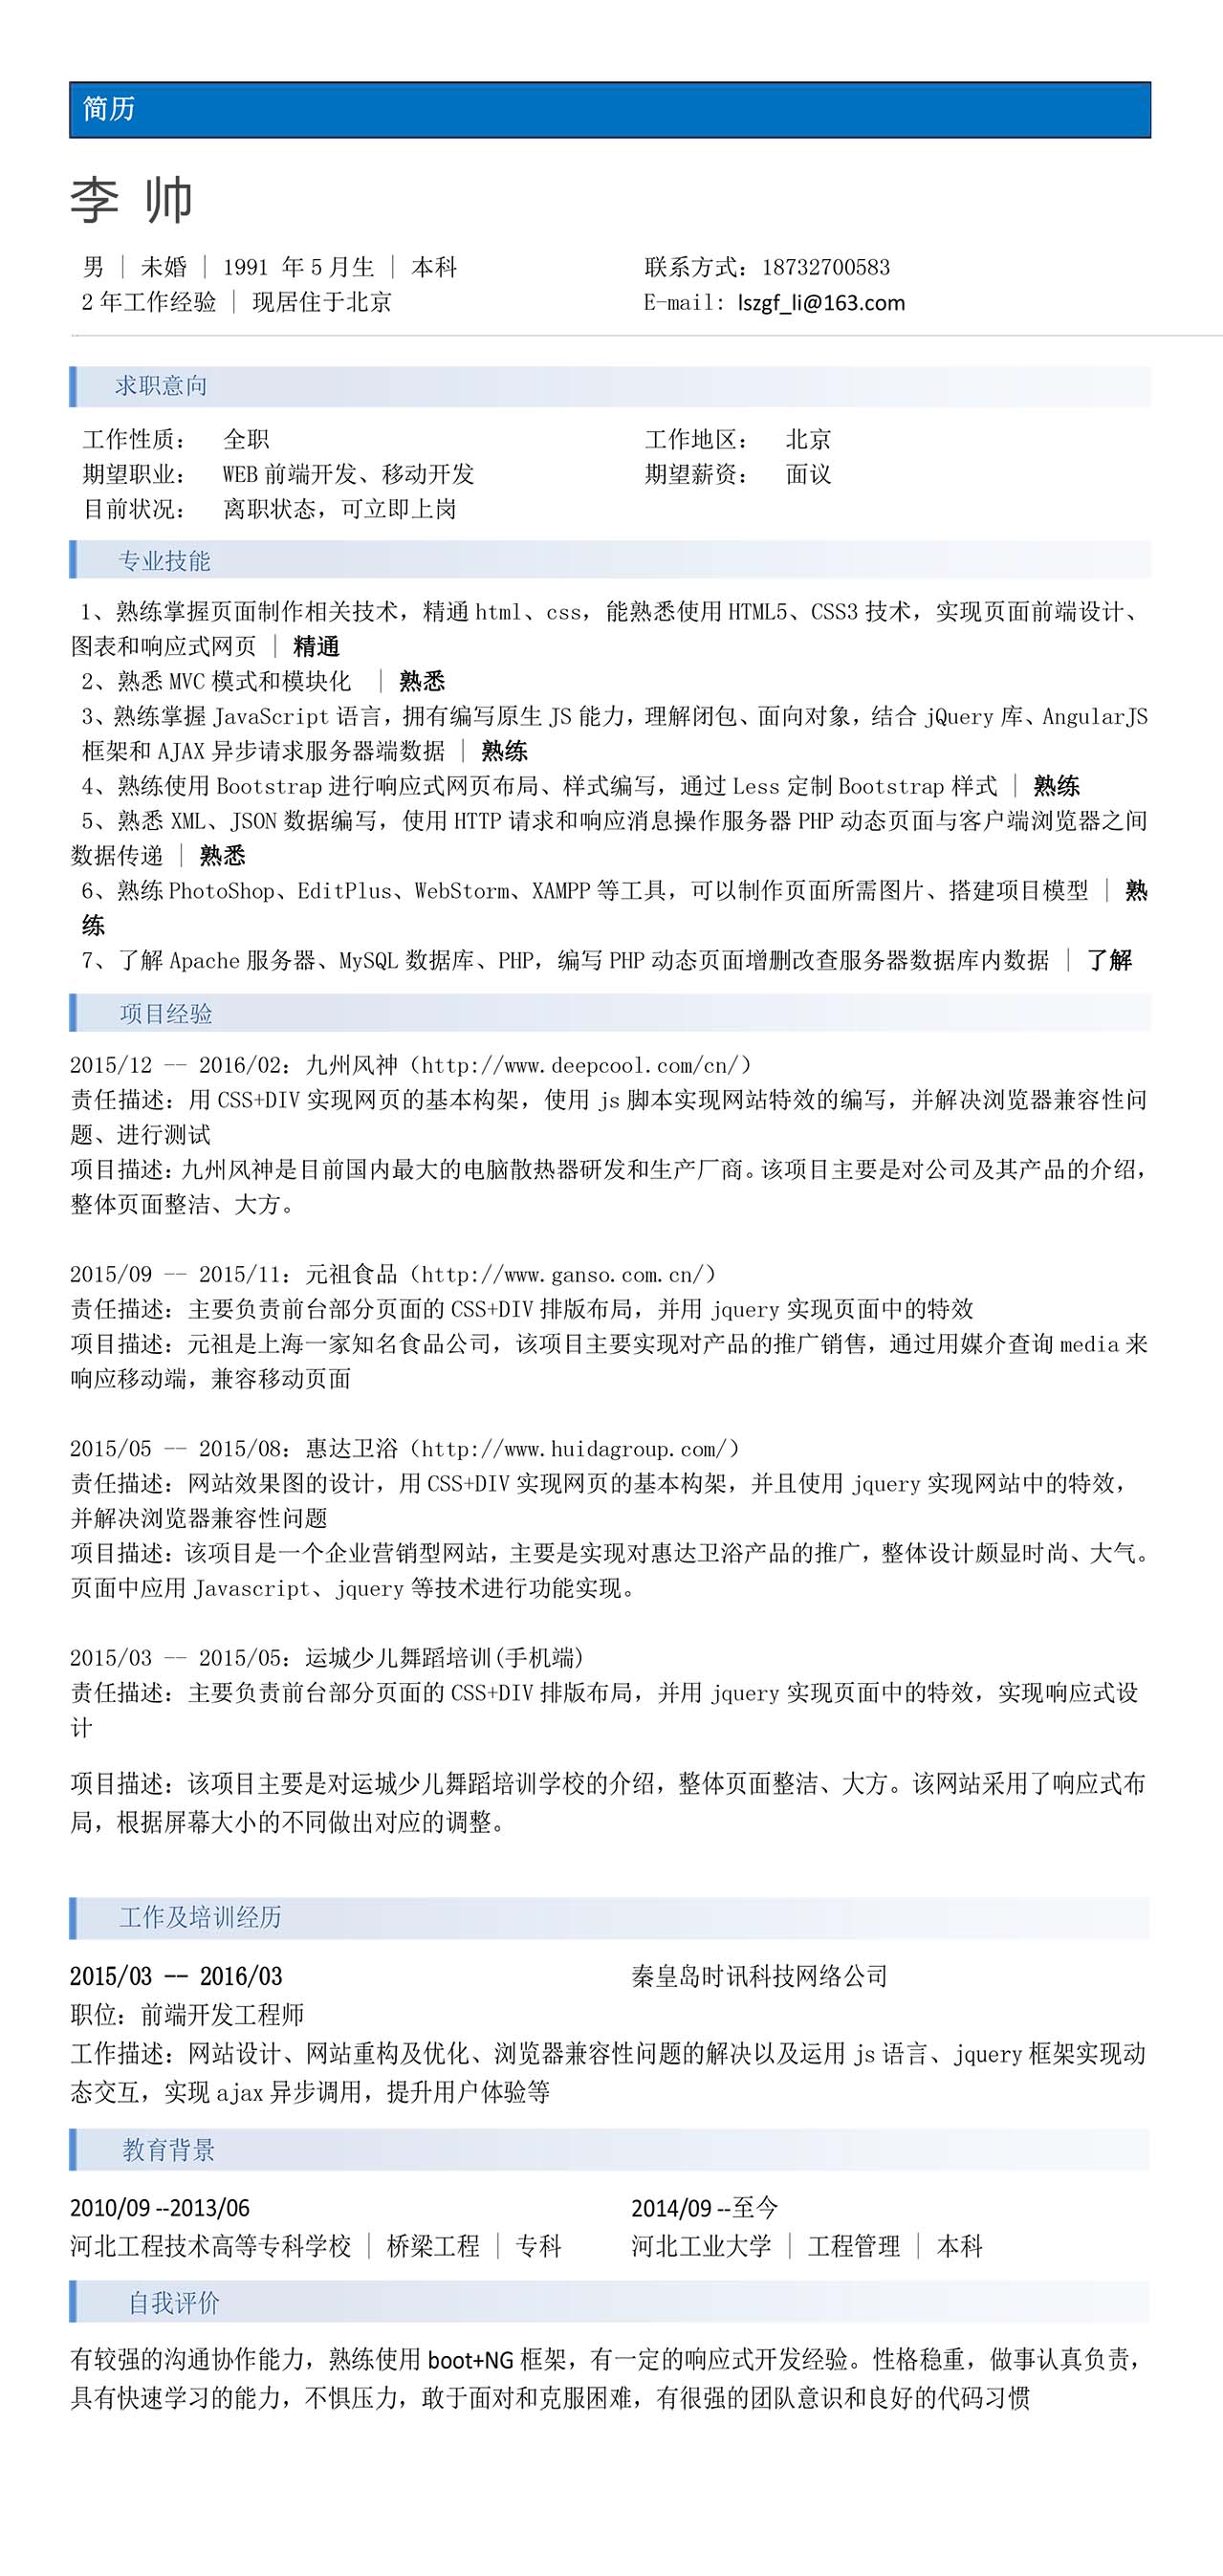 简历
李 帅
男 | 未婚 | 1991 年 5 月生 | 本科 联系方式：18732700583
2 年工作经验 | 现居住于北京 E-mail: lszgf_li@163.com
求职意向
工作性质： 全职 工作地区： 北京
期望职业： WEB 前端开发、移动开发 期望薪资： 面议
目前状况： 离职状态，可立即上岗
专业技能
1、熟练掌握页面制作相关技术，精通 html、css，能熟悉使用 HTML5、CSS3 技术，实现页面前端设计、
图表和响应式网页 | 精通
2、熟悉 MVC 模式和模块化 | 熟悉
3、熟练掌握 JavaScript 语言，拥有编写原生 JS 能力，理解闭包、面向对象，结合 jQuery 库、AngularJS
框架和 AJAX 异步请求服务器端数据 | 熟练
4、熟练使用 Bootstrap 进行响应式网页布局、样式编写，通过 Less 定制 Bootstrap 样式 | 熟练
5、熟悉 XML、JSON 数据编写，使用 HTTP 请求和响应消息操作服务器 PHP 动态页面与客户端浏览器之间
数据传递 | 熟悉
6、熟练 PhotoShop、EditPlus、WebStorm、XAMPP 等工具，可以制作页面所需图片、搭建项目模型 | 熟
练
7、了解 Apache 服务器、MySQL 数据库、PHP，编写 PHP 动态页面增删改查服务器数据库内数据 | 了解
项目经验
2015/12 -- 2016/02：九州风神（http://www.deepcool.com/cn/）
责任描述：用 CSS+DIV 实现网页的基本构架，使用 js 脚本实现网站特效的编写，并解决浏览器兼容性问
题、进行测试
项目描述：九州风神是目前国内最大的电脑散热器研发和生产厂商。该项目主要是对公司及其产品的介绍，
整体页面整洁、大方。
2015/09 -- 2015/11：元祖食品（http://www.ganso.com.cn/）
责任描述：主要负责前台部分页面的 CSS+DIV 排版布局，并用 jquery 实现页面中的特效
项目描述：元祖是上海一家知名食品公司，该项目主要实现对产品的推广销售，通过用媒介查询 media 来
响应移动端，兼容移动页面
2015/05 -- 2015/08：惠达卫浴（http://www.huidagroup.com/）
责任描述：网站效果图的设计，用 CSS+DIV 实现网页的基本构架，并且使用 jquery 实现网站中的特效，
并解决浏览器兼容性问题
项目描述：该项目是一个企业营销型网站，主要是实现对惠达卫浴产品的推广，整体设计颇显时尚、大气。
页面中应用 Javascript、jquery 等技术进行功能实现。
2015/03 -- 2015/05：运城少儿舞蹈培训(手机端)
责任描述：主要负责前台部分页面的 CSS+DIV 排版布局，并用 jquery 实现页面中的特效，实现响应式设
计
项目描述：该项目主要是对运城少儿舞蹈培训学校的介绍，整体页面整洁、大方。该网站采用了响应式布
局，根据屏幕大小的不同做出对应的调整。
工作及培训经历
2015/03 -- 2016/03 秦皇岛时讯科技网络公司
职位：前端开发工程师
工作描述：网站设计、网站重构及优化、浏览器兼容性问题的解决以及运用 js 语言、jquery 框架实现动
态交互，实现 ajax 异步调用，提升用户体验等
教育背景
2010/09 --2013/06 2014/09 --至今
河北工程技术高等专科学校 | 桥梁工程 | 专科 河北工业大学 | 工程管理 | 本科
自我评价
有较强的沟通协作能力，熟练使用 boot+NG 框架，有一定的响应式开发经验。性格稳重，做事认真负责，
具有快速学习的能力，不惧压力，敢于面对和克服困难，有很强的团队意识和良好的代码习惯